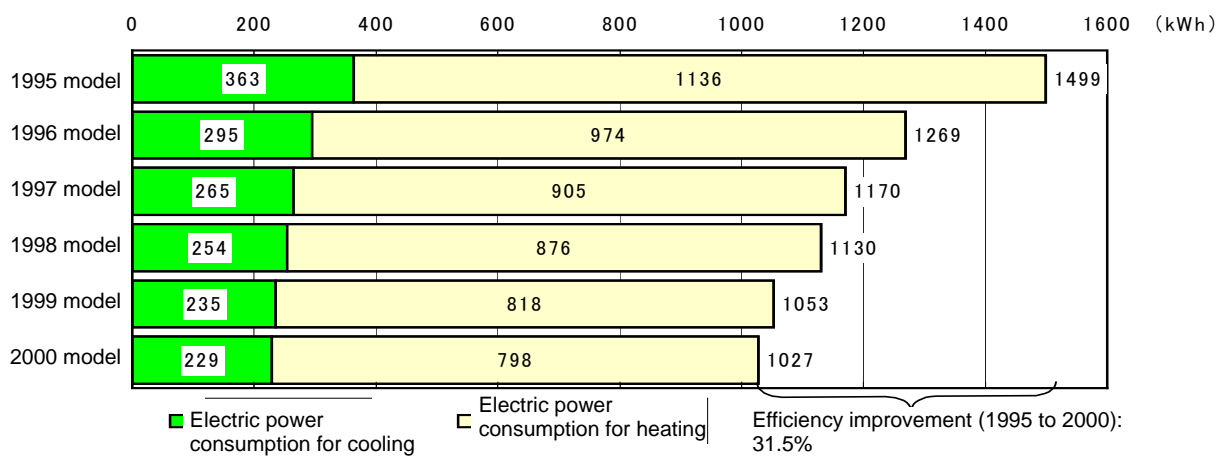 0 200 400 600 800 1000 1200 1400 1600 (kWh)
1995 model 363 1136 1499
1996 model 295 974 1269
1997 model 265 905 1170
1998 model 254 876 1130
1999 model 235 818 1053
2000 model 229 798 1027
Electric power
consumption for cooling
Electric power
consumption for heating
Efficiency improvement (1995 to 2000):
31.5%